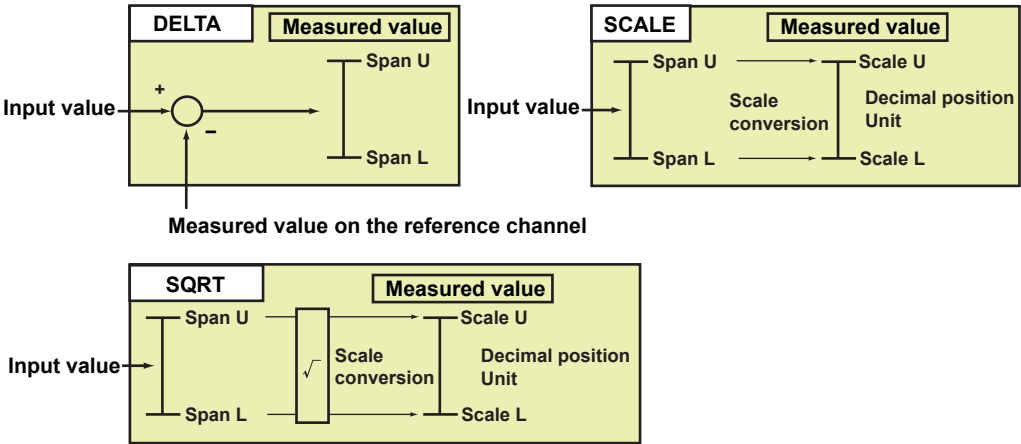 DELTA
Measured value
Span U
+
Input value
−
Span L
Measured value on the reference channel
SCALE
Measured value
Span U
Scale U
Input value
Scale
conversion
Decimal position
Unit
Span L
Scale L
SQRT
Measured value
Span U
Scale U
Input value
√
Scale
conversion
Decimal position
Unit
Span L
Scale L